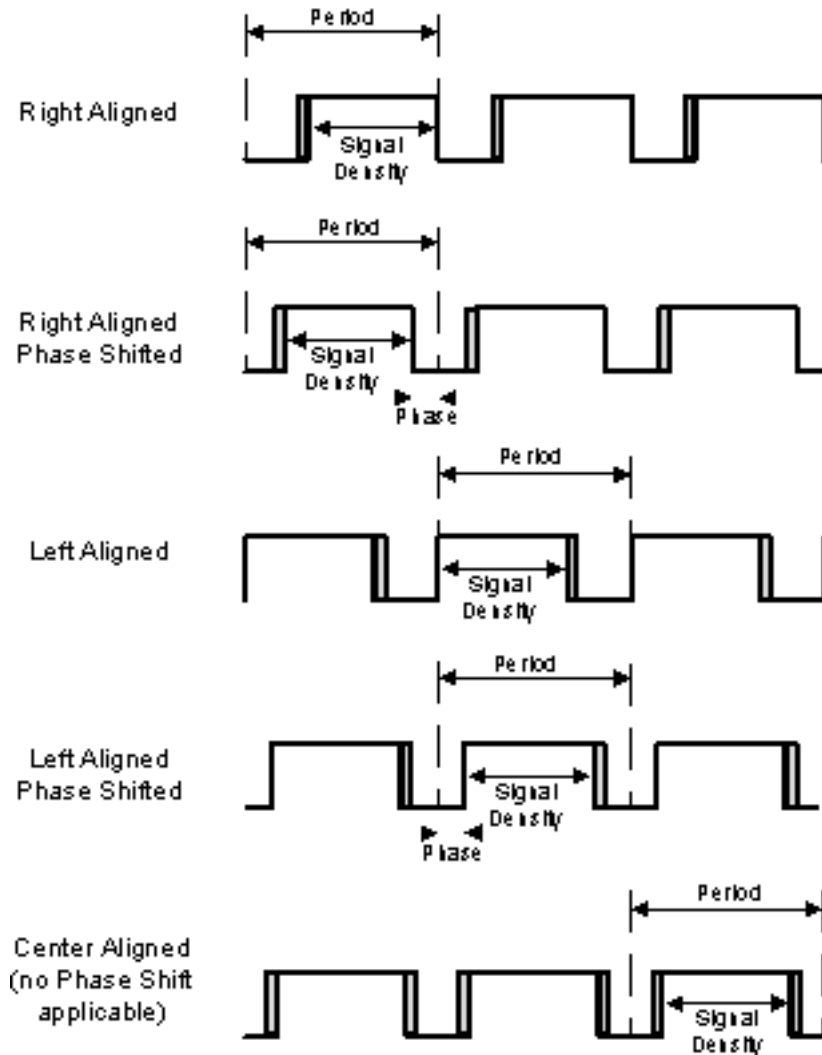 Period
Right Aligned
Signal
Density
Period
Right Aligned
Phase Shifted
Signal
Density
Phase
Period
Left Aligned
Signal
Density
Period
Left Aligned
Phase Shifted
Signal
Density
Phase
Period
Center Aligned
(no Phase Shift
applicable)
Signal
Density